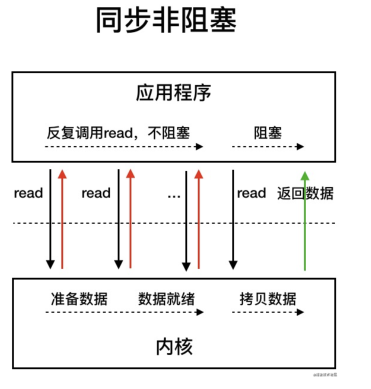 同步非阻塞
应用程序
反复调用read，不阻塞 阻塞
read read ... read 返回数据
准备数据 数据就绪 拷贝数据
内核